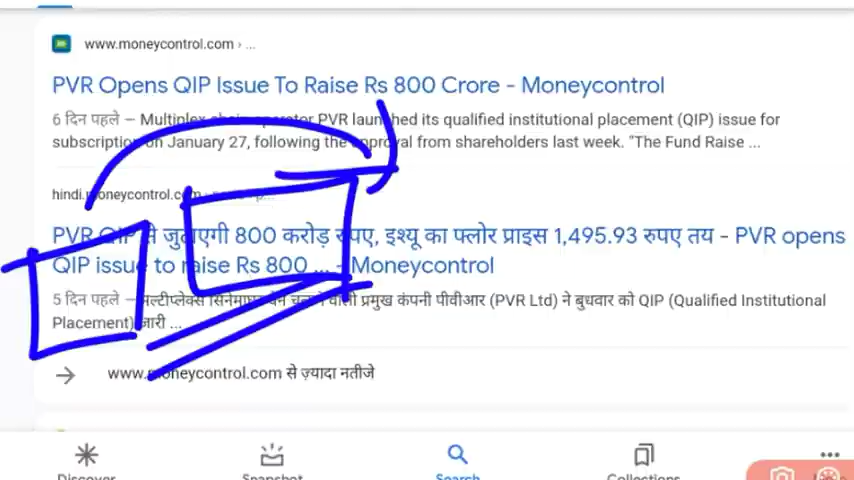 www.moneycontrol.com › ...
PVR Opens QIP Issue To Raise Rs 800 Crore - Moneycontrol
6 दिन पहले — Multiplex chain operator PVR launched its qualified institutional placement (QIP) issue for
subscription on January 27, following the approval from shareholders last week. "The Fund Raise ...
hindi.moneycontrol.com ›
PVR QIP से जुटाएगी 800 करोड़ रुपए, इश्यू का फ्लोर प्राइस 1,495.93 रुपए तय - PVR opens
QIP issue to raise Rs 800 ... - Moneycontrol
5 दिन पहले — मल्टीप्लेक्स सिनेमाघर चेन चलाने वाली प्रमुख कंपनी पीवीआर (PVR Ltd) ने बुधवार को QIP (Qualified Institutional
Placement) जारी ...
www.moneycontrol.com से ज़्यादा नतीजे
Discover Snapshot Search Collections